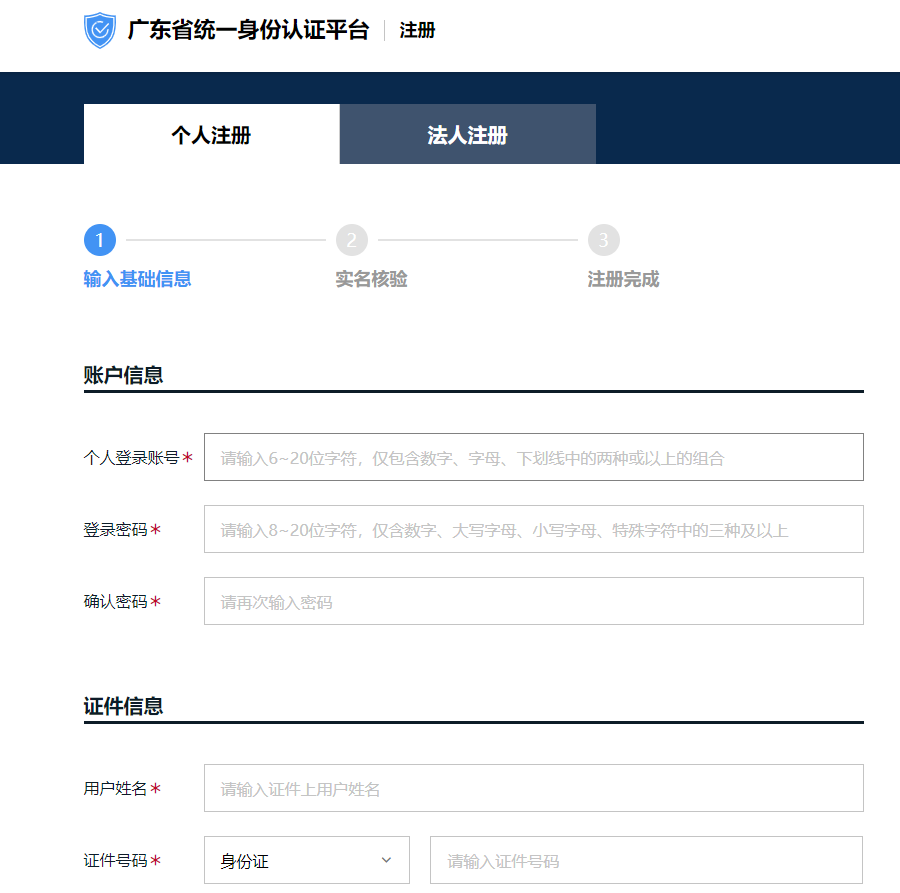 广东省统一身份认证平台 注册
个人注册 法人注册
1 2 3
输入基础信息 实名核验 注册完成
账户信息
个人登录账号* 请输入6~20位字符，仅包含数字、字母、下划线中的两种或以上的组合
登录密码* 请输入8~20位字符，仅含数字、大写字母、小写字母、特殊字符中的三种及以上
确认密码* 请再次输入密码
证件信息
用户姓名* 请输入证件上用户姓名
证件号码* 身份证 请输入证件号码